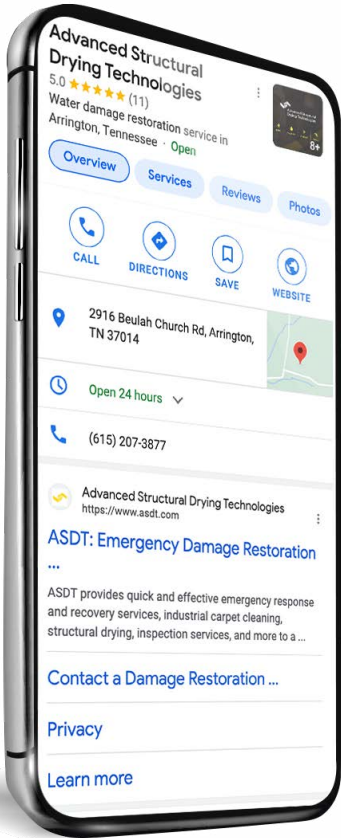 Advanced Structural
Drying Technologies
5.0 ★★★★★ (11)
Water damage restoration service in
Arrington, Tennessee · Open
8+
Overview Services Reviews Photos
CALL DIRECTIONS SAVE WEBSITE
2916 Beulah Church Rd, Arrington,
TN 37014
Open 24 hours
(615) 207-3877
Advanced Structural Drying Technologies
https://www.asdt.com
ASDT: Emergency Damage Restoration
...
ASDT provides quick and effective emergency response
and recovery services, industrial carpet cleaning,
structural drying, inspection services, and more to a ...
Contact a Damage Restoration ...
Privacy
Learn more